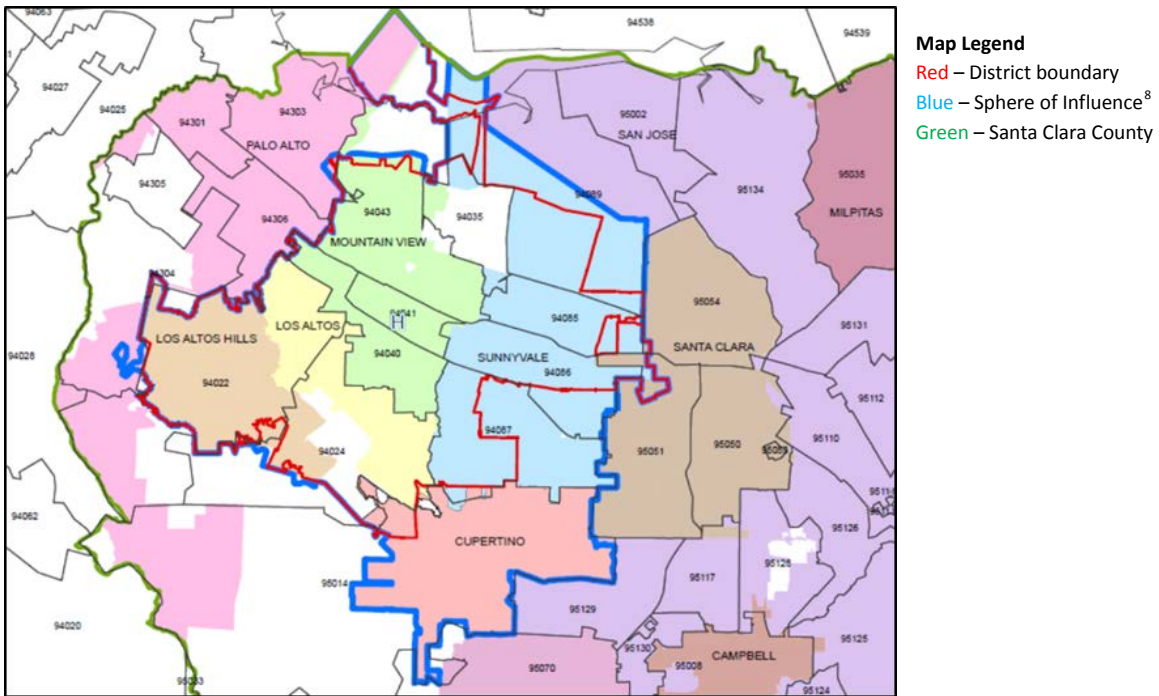 94063
94538
94539
94027
94025
94303
94301
95002
SAN JOSE
PALO ALTO
94305
95134
95035
94306
94089
MILPITAS
94043
94035
MOUNTAIN VIEW
94304
95054
94085
95131
LOS ALTOS HILLS
LOS ALTOS
94041
H
94040
SUNNYVALE
SANTA CLARA
94028
94022
94086
95112
94087
94024
95051
95050
95110
94062
95126
CUPERTINO
95128
95014
95117
95129
94020
95130
CAMPBELL
95125
95070
95008
95124
Map Legend
Red – District boundary
Blue – Sphere of Influence8
Green – Santa Clara County